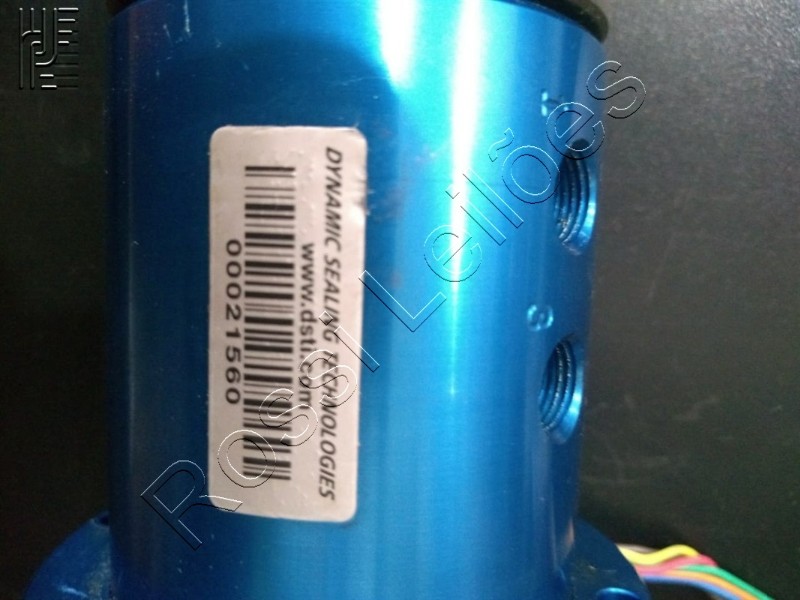 DYNAMIC SEALING TECHNOLOGIES
www.dsti.com
00021560
Rossi Leilões